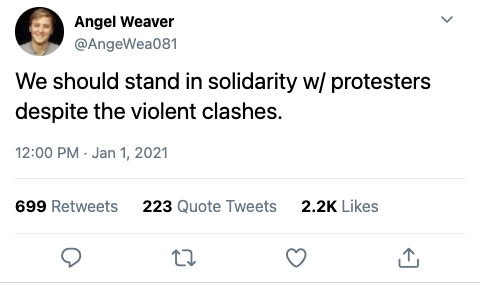 Angel Weaver
@AngeWea081
We should stand in solidarity w/ protesters
despite the violent clashes.
12:00 PM · Jan 1, 2021
699 Retweets 223 Quote Tweets 2.2K Likes